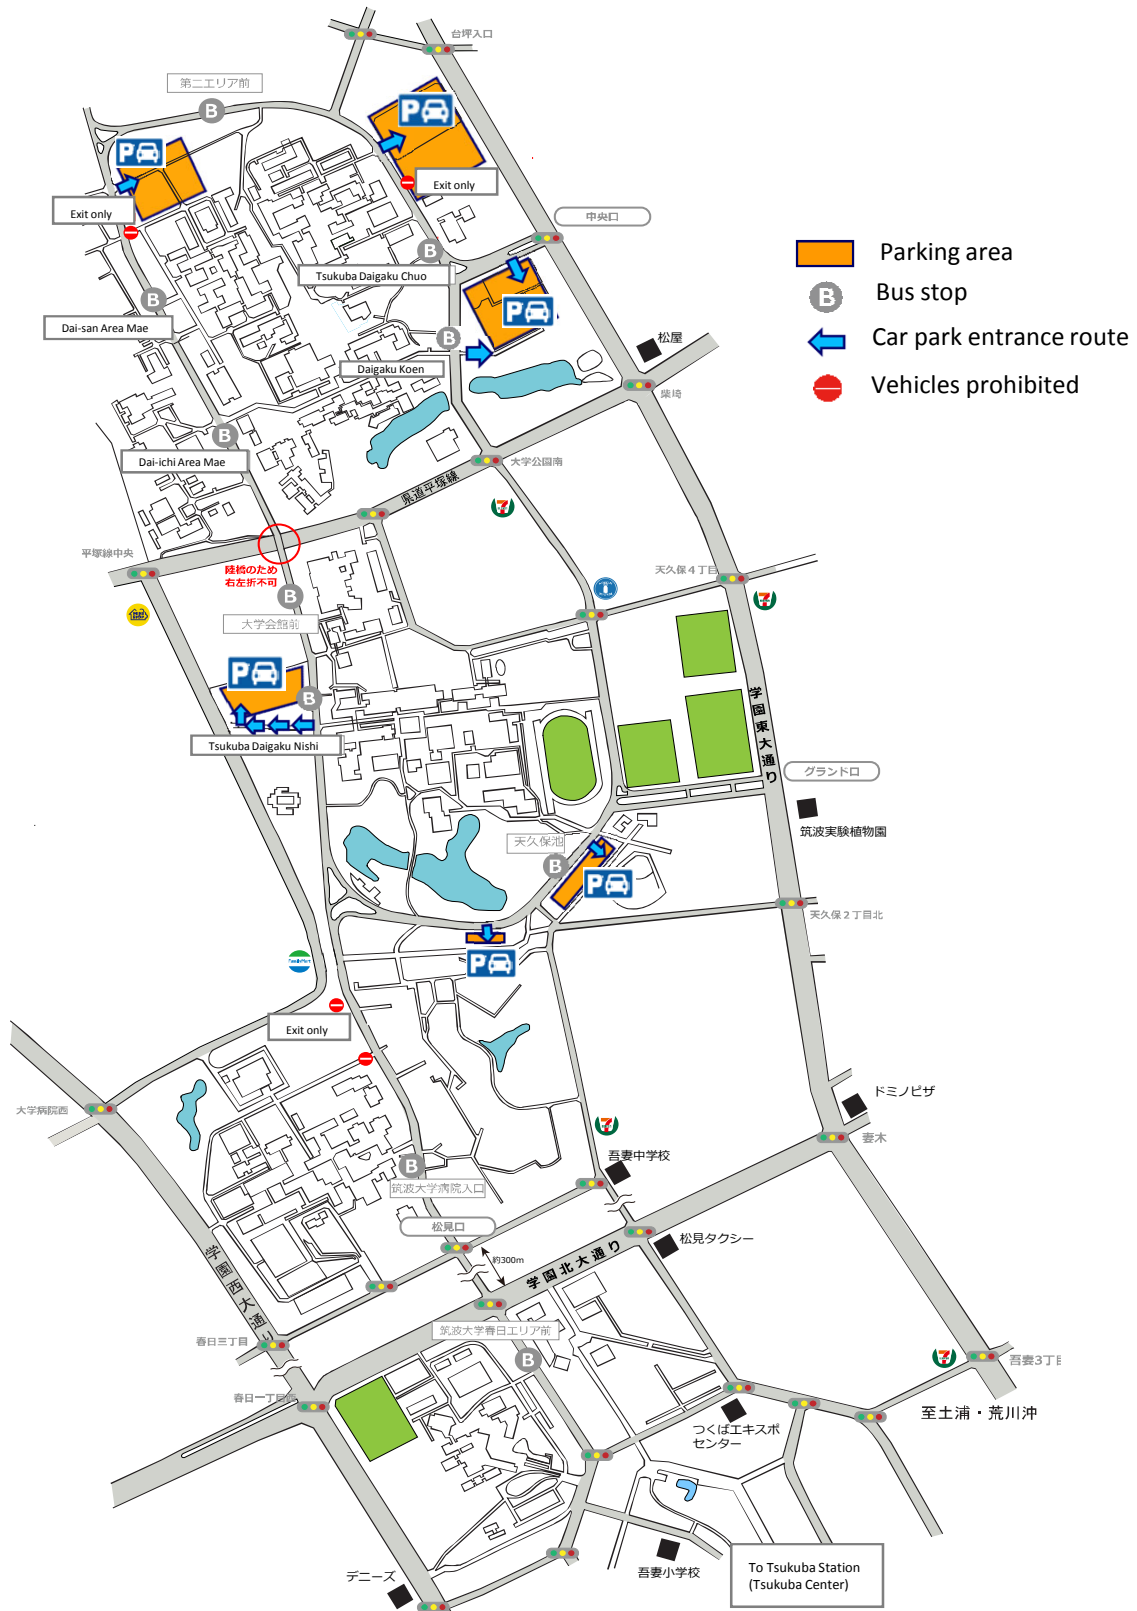 台坪入口
第二エリア前
B
P
P
Exit only
Exit only
中央口
B
Tsukuba Daigaku Chuo
Parking area
B
Bus stop
Car park entrance route
Vehicles prohibited
B
Dai-san Area Mae
P
B
Daigaku Koen
松屋
柴埼
B
Dai-ichi Area Mae
大学公園南
県道平塚線
7
平塚線中央
陸橋のため
右左折不可
天久保4丁目
7
B
大学会館前
P
B
Tsukuba Daigaku Nishi
学園東大通り
グランド口
筑波実験植物園
天久保池
B
P
天久保2丁目北
P
FamilyMart
Exit only
大学病院西
ドミノピザ
妻木
7
吾妻中学校
B
筑波大学病院入口
松見口
約300m
学園北大通り
松見タクシー
学園西大通り
春日三丁目
筑波大学春日エリア前
B
7
吾妻3丁目
春日一丁目西
至土浦・荒川沖
つくばエキスポ
センター
吾妻小学校
To Tsukuba Station
(Tsukuba Center)
デニーズ